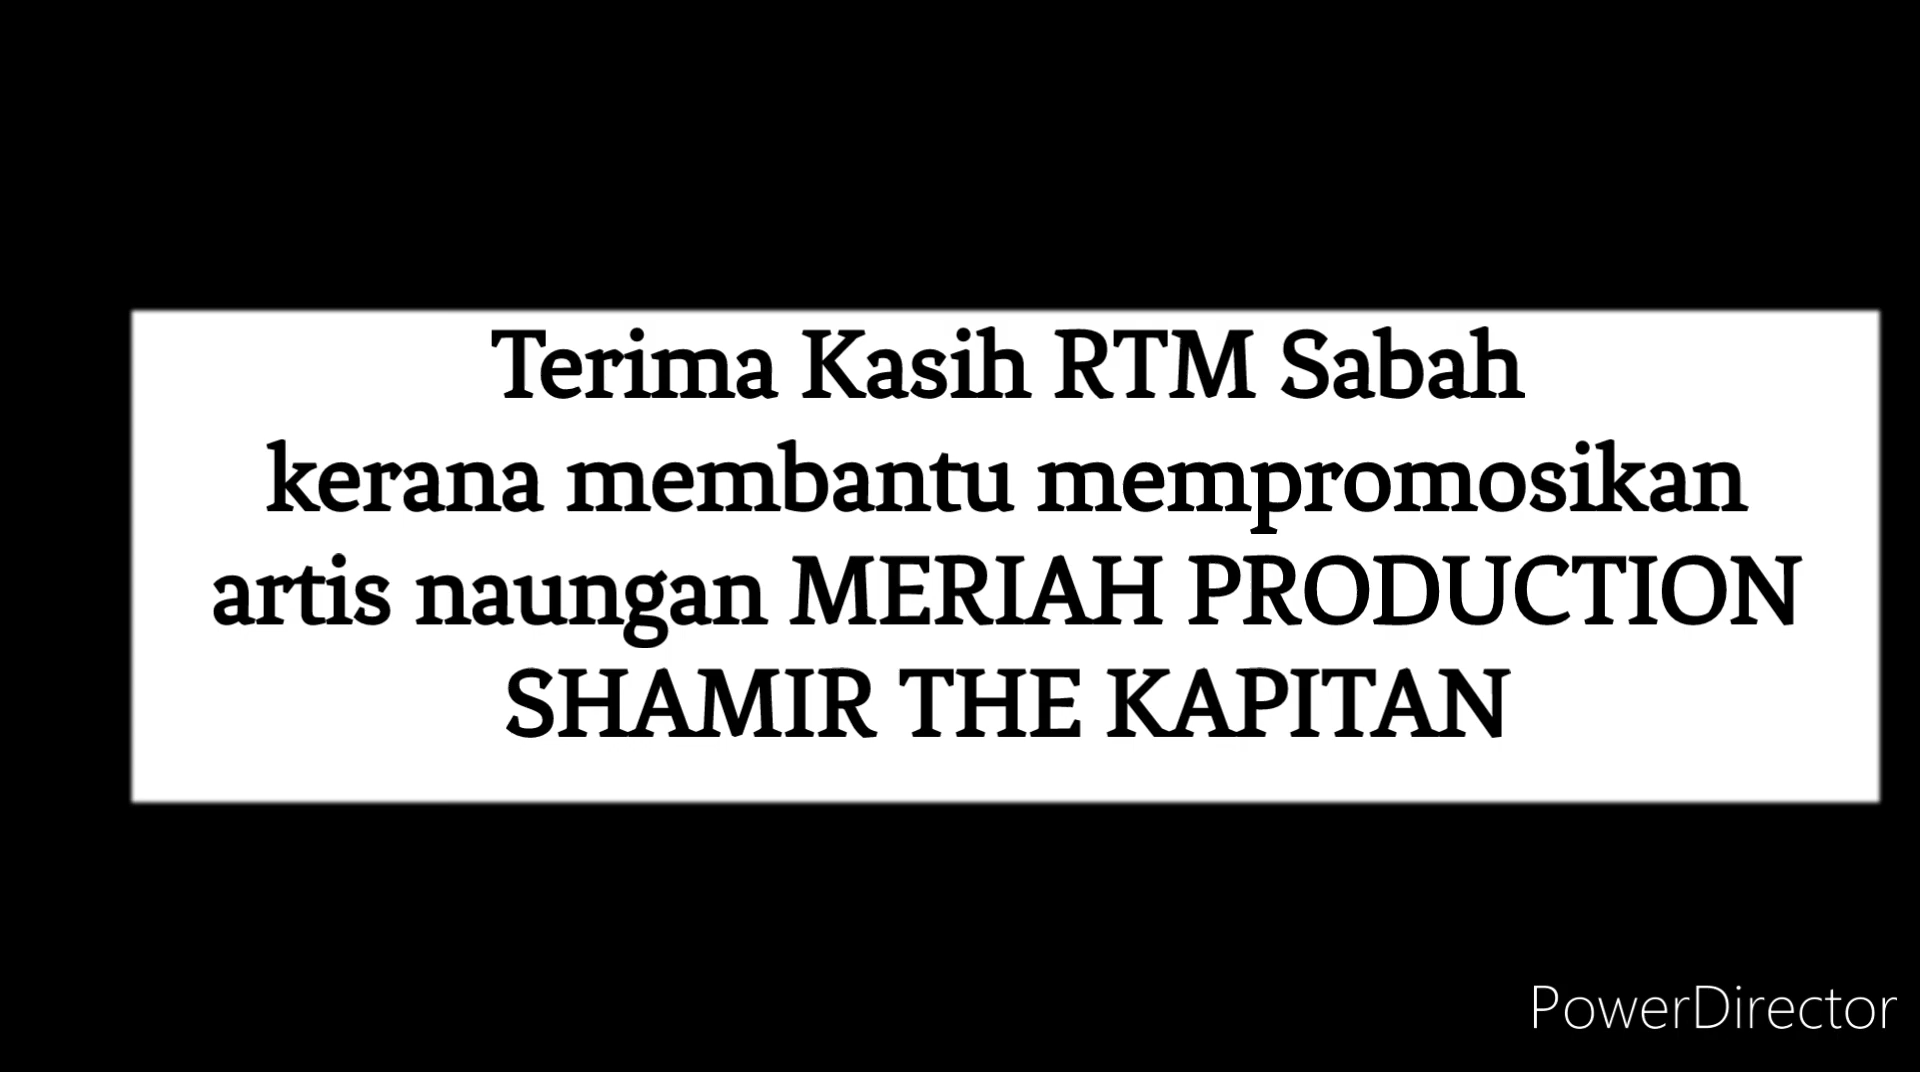 Terima Kasih RTM Sabah
kerana membantu mempromosikan
artis naungan MERIAH PRODUCTION
SHAMIR THE KAPITAN
PowerDirector